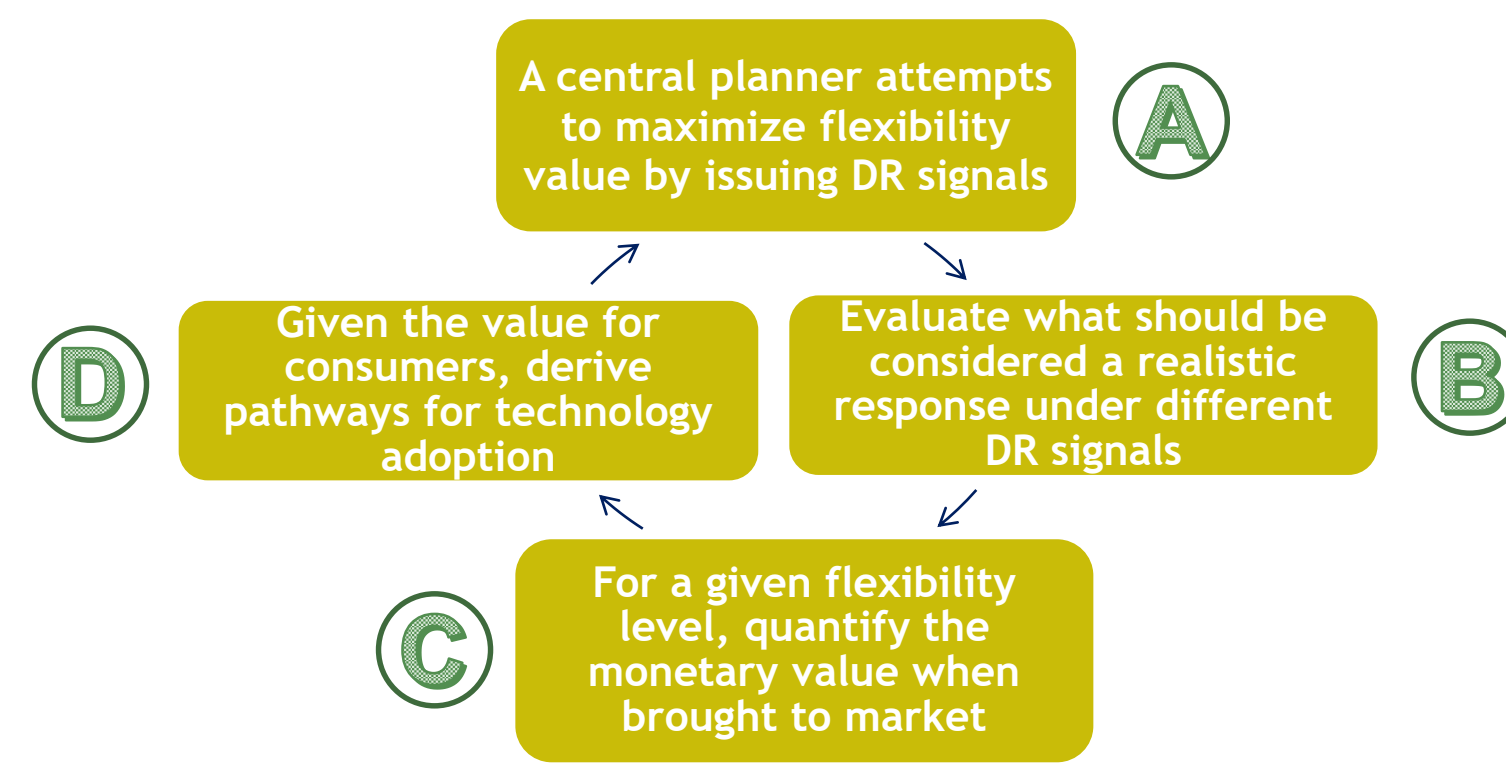 A central planner attempts
to maximize flexibility
value by issuing DR signals
A
Given the value for
consumers, derive
pathways for technology
adoption
D
Evaluate what should be
considered a realistic
response under different
DR signals
B
For a given flexibility
level, quantify the
monetary value when
brought to market
C